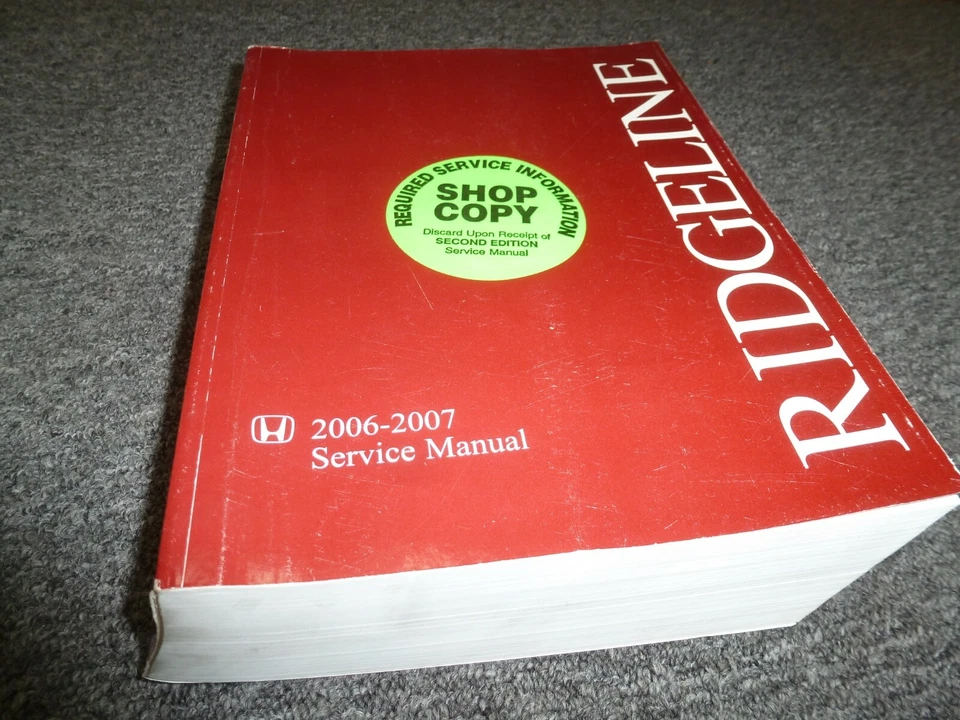 REQUIRED SERVICE INFORMATION
SHOP
COPY
Discard Upon Receipt of
SECOND EDITION
Service Manual
RIDGELINE
2006-2007
Service Manual